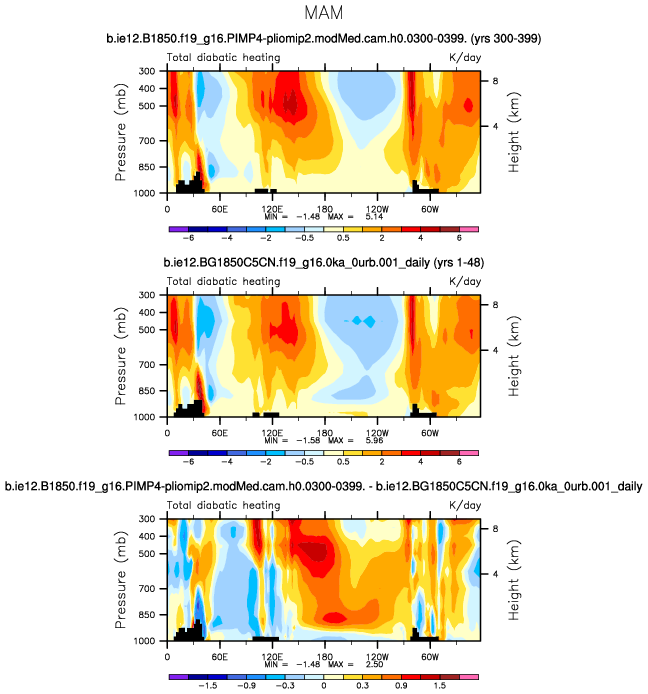 MAM
b.ie12.B1850.f19_g16.PIMP4-pliomip2.modMed.cam.h0.0300-0399. (yrs 300-399)
Total diabatic heating K/day
300
400
500
700
850
1000
Pressure (mb)
8
4
Height (km)
0 60E 120E 180 120W 60W
MIN = -1.48 MAX = 5.14
-6 -4 -2 -0.5 0.5 2 4 6
b.ie12.BG1850C5CN.f19_g16.0ka_0urb.001_daily (yrs 1-48)
Total diabatic heating K/day
300
400
500
700
850
1000
Pressure (mb)
8
4
Height (km)
0 60E 120E 180 120W 60W
MIN = -1.58 MAX = 5.96
-6 -4 -2 -0.5 0.5 2 4 6
b.ie12.B1850.f19_g16.PIMP4-pliomip2.modMed.cam.h0.0300-0399. - b.ie12.BG1850C5CN.f19_g16.0ka_0urb.001_daily
Total diabatic heating K/day
300
400
500
700
850
1000
Pressure (mb)
8
4
Height (km)
0 60E 120E 180 120W 60W
MIN = -1.48 MAX = 2.50
-1.5 -0.9 -0.3 0 0.3 0.9 1.5